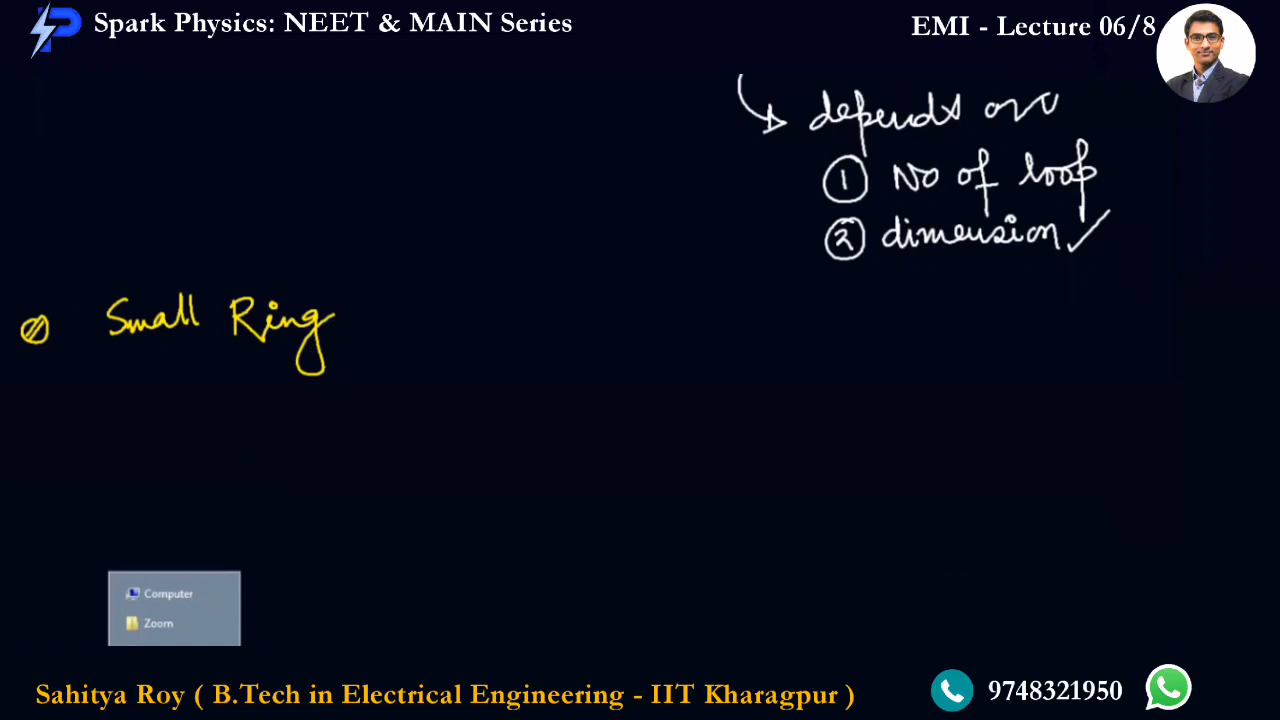 Spark Physics: NEET & MAIN Series
EMI - Lecture 06/8
depends on
① No of loop
② dimension ✓
Small Ring
Computer
Zoom
Sahitya Roy ( B.Tech in Electrical Engineering - IIT Kharagpur )
9748321950